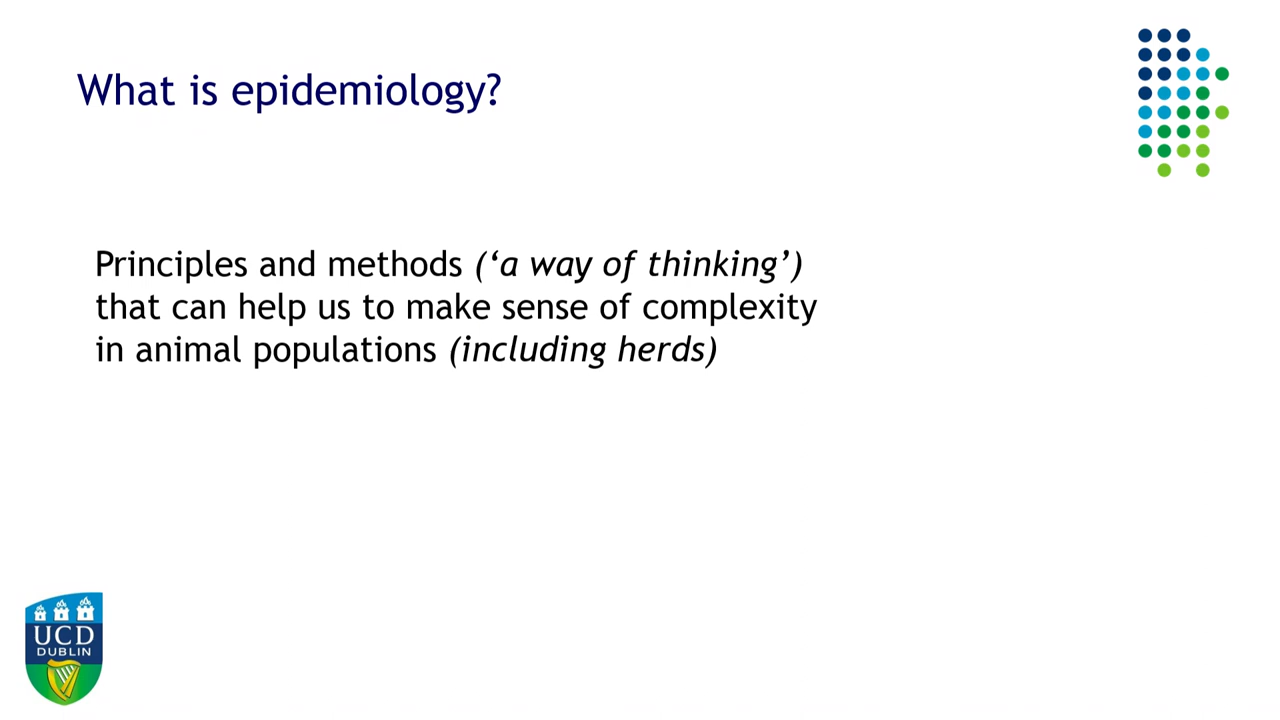 What is epidemiology?
Principles and methods (‘a way of thinking’)
that can help us to make sense of complexity
in animal populations (including herds)
UCD
DUBLIN